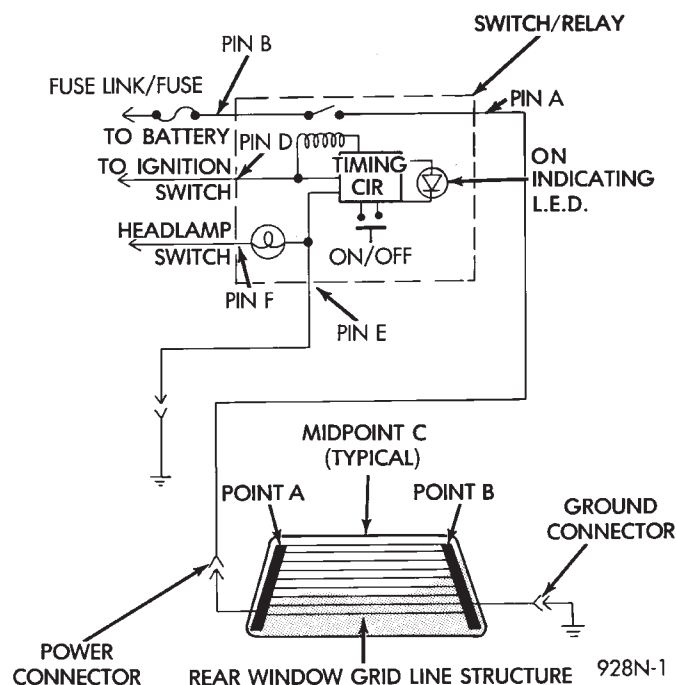 SWITCH/RELAY
PIN B
FUSE LINK/FUSE
PIN A
TO BATTERY
PIN D
TO IGNITION
SWITCH
TIMING
CIR
ON
INDICATING
L.E.D.
HEADLAMP
SWITCH
ON/OFF
PIN F
PIN E
MIDPOINT C
(TYPICAL)
POINT A
POINT B
GROUND
CONNECTOR
POWER
CONNECTOR
REAR WINDOW GRID LINE STRUCTURE
928N-1